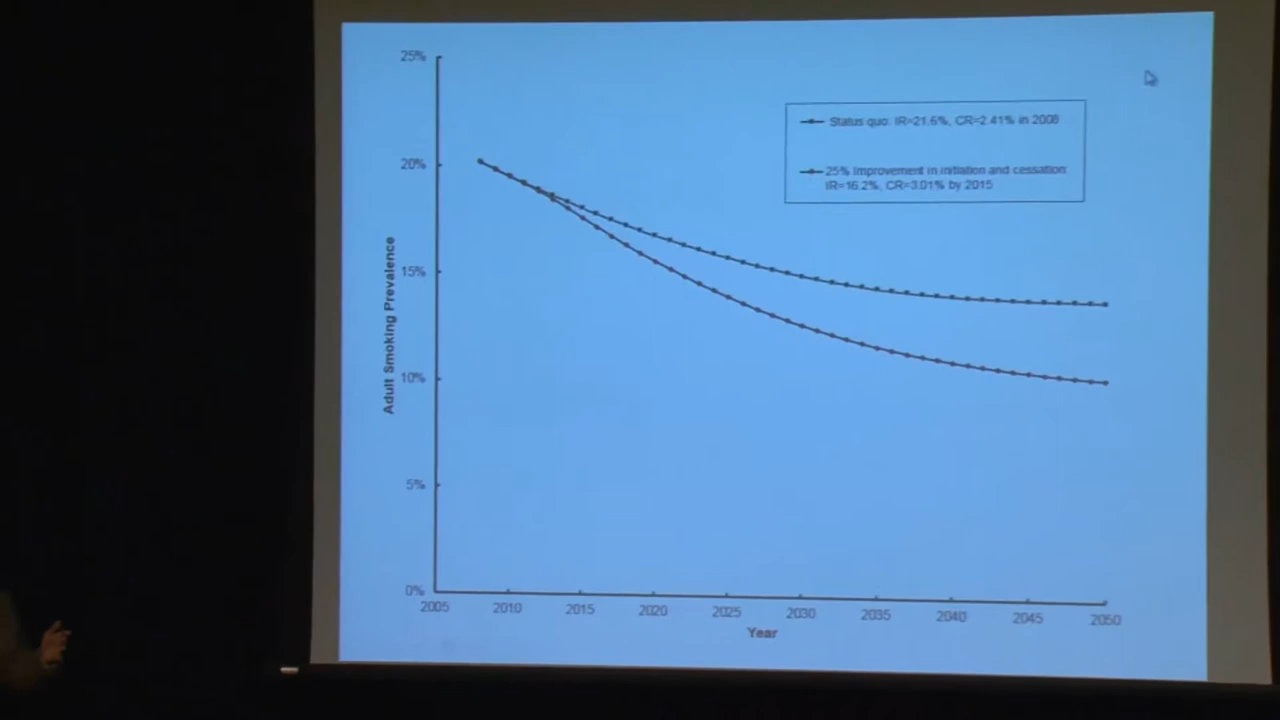 25%
20%
15%
10%
5%
0%
Adult Smoking Prevalence
Status quo: IR=21.6%, CR=2.41% in 2008
25% improvement in initiation and cessation:
IR=16.2%, CR=3.01% by 2015
2005 2010 2015 2020 2025 2030 2035 2040 2045 2050
Year